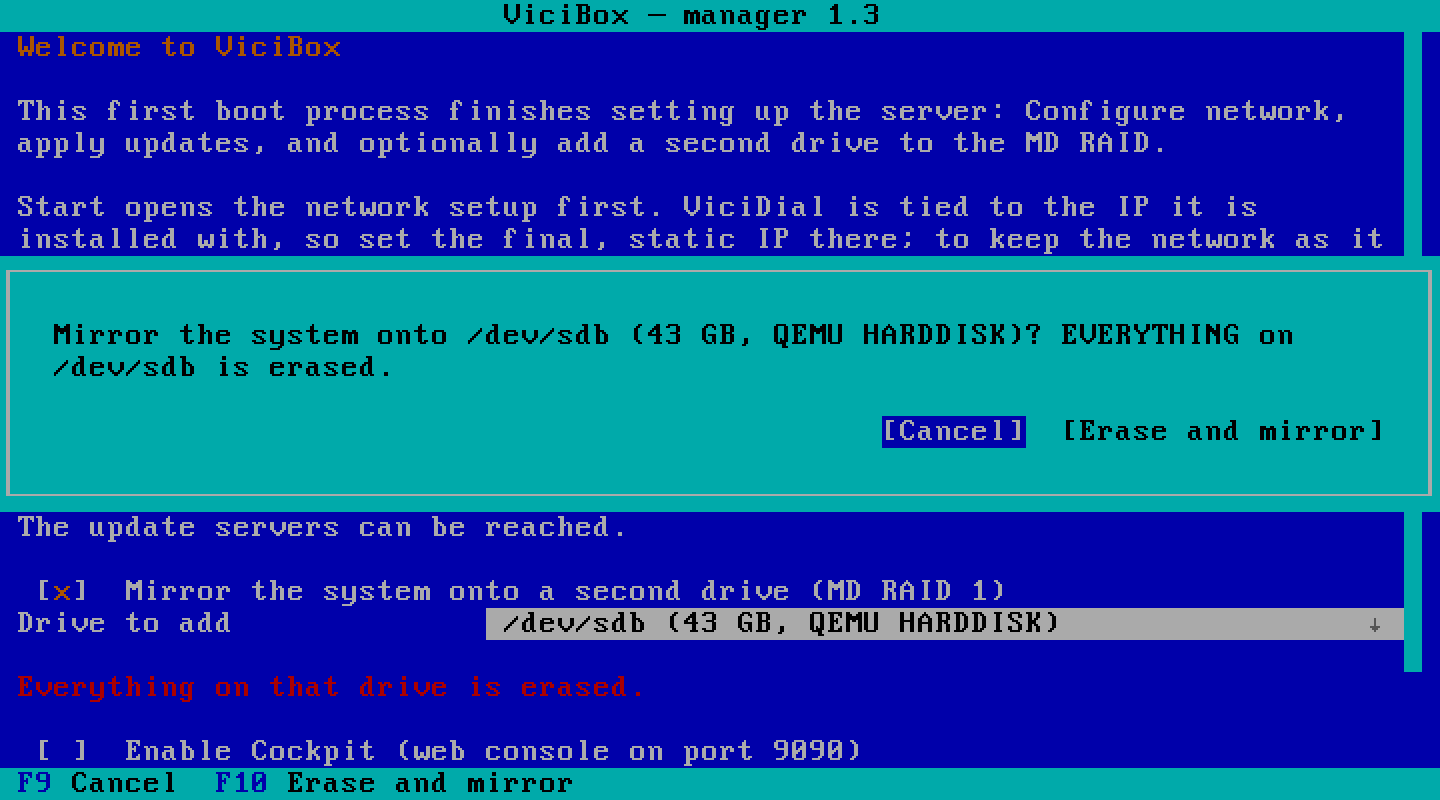 ViciBox — manager 1.3
Welcome to ViciBox
This first boot process finishes setting up the server: Configure network,
apply updates, and optionally add a second drive to the MD RAID.
Start opens the network setup first. ViciDial is tied to the IP it is
installed with, so set the final, static IP there; to keep the network as it
Mirror the system onto /dev/sdb (43 GB, QEMU HARDDISK)? EVERYTHING on
/dev/sdb is erased.
[Cancel] [Erase and mirror]
The update servers can be reached.
[x] Mirror the system onto a second drive (MD RAID 1)
Drive to add /dev/sdb (43 GB, QEMU HARDDISK) ↓
Everything on that drive is erased.
[ ] Enable Cockpit (web console on port 9090)
F9 Cancel F10 Erase and mirror